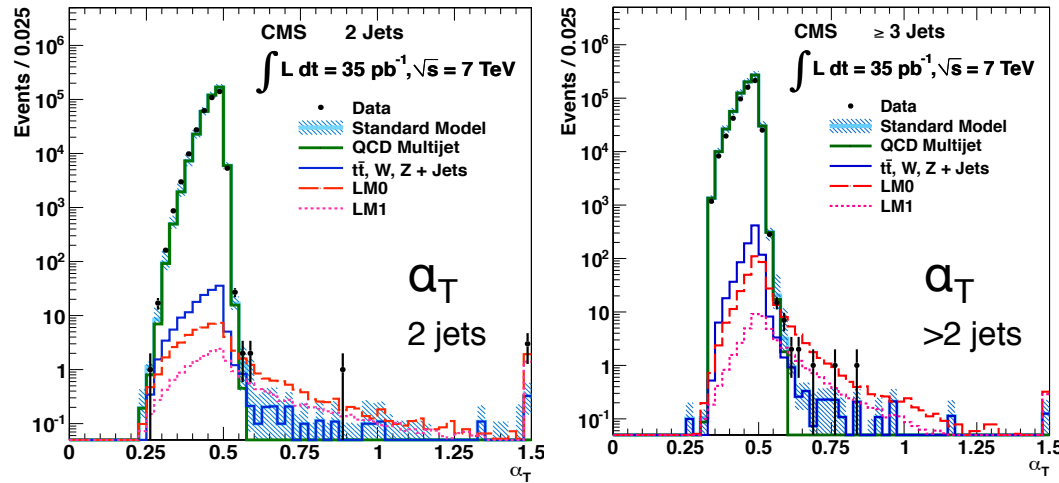 CMS 2 Jets
∫ L dt = 35 pb⁻¹, √s = 7 TeV
Data
Standard Model
QCD Multijet
tt̄, W, Z + Jets
LM0
LM1
α_T
2 jets
Events / 0.025
10⁶
10⁵
10⁴
10³
10²
10
1
10⁻¹
0 0.25 0.5 0.75 1 1.25 1.5
α_T
CMS ≥ 3 Jets
∫ L dt = 35 pb⁻¹, √s = 7 TeV
Data
Standard Model
QCD Multijet
tt̄, W, Z + Jets
LM0
LM1
α_T
>2 jets
Events / 0.025
10⁶
10⁵
10⁴
10³
10²
10
1
10⁻¹
0 0.25 0.5 0.75 1 1.25 1.5
α_T